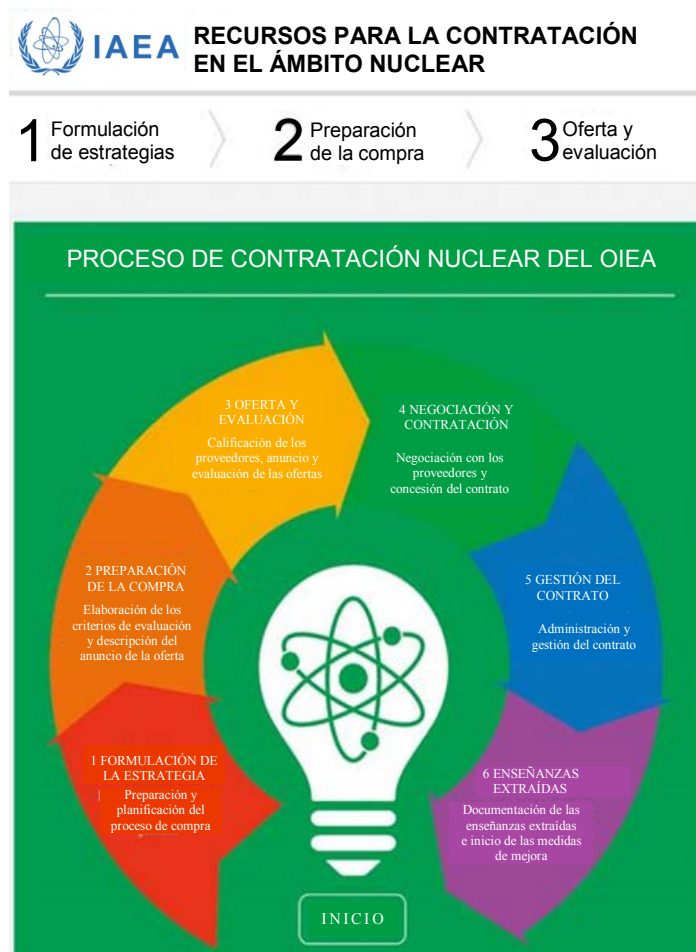 IAEA
RECURSOS PARA LA CONTRATACIÓN
EN EL ÁMBITO NUCLEAR
1 Formulación
de estrategias
2 Preparación
de la compra
3 Oferta y
evaluación
PROCESO DE CONTRATACIÓN NUCLEAR DEL OIEA
1 FORMULACIÓN DE
LA ESTRATEGIA
Preparación y
planificación del
proceso de compra
2 PREPARACIÓN
DE LA COMPRA
Elaboración de los
criterios de evaluación
y descripción del
anuncio de la oferta
3 OFERTA Y
EVALUACIÓN
Calificación de los
proveedores, anuncio y
evaluación de las ofertas
4 NEGOCIACIÓN Y
CONTRATACIÓN
Negociación con los
proveedores y
concesión del contrato
5 GESTIÓN DEL
CONTRATO
Administración y
gestión del contrato
6 ENSEÑANZAS
EXTRAÍDAS
Documentación de las
enseñanzas extraídas
e inicio de las medidas
de mejora
INICIO